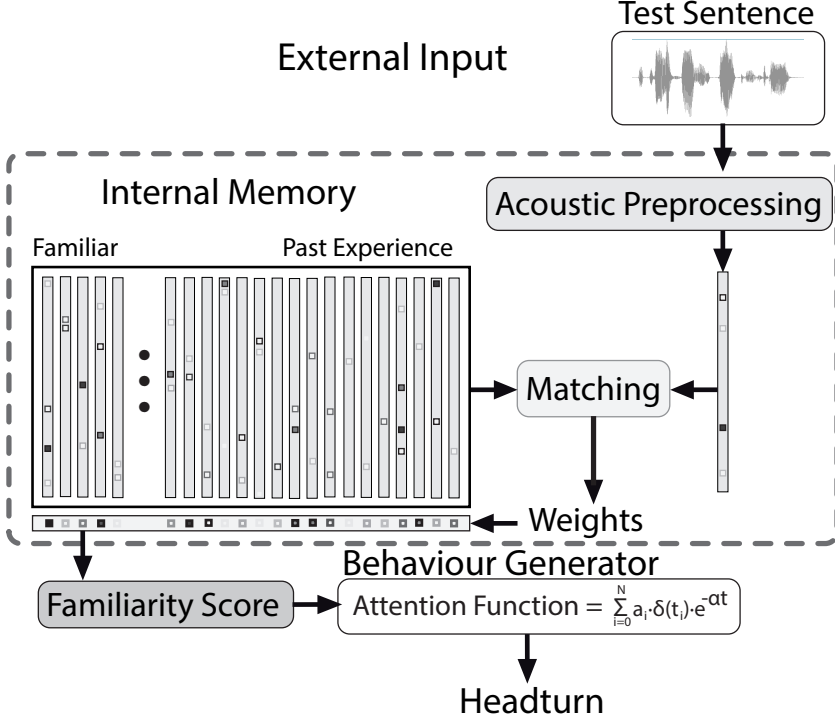 Test Sentence
External Input
Internal Memory
Acoustic Preprocessing
Familiar
Past Experience
Matching
Weights
Behaviour Generator
Familiarity Score
Attention Function = N∑i=0 ai·δ(ti)·e-αt
Headturn